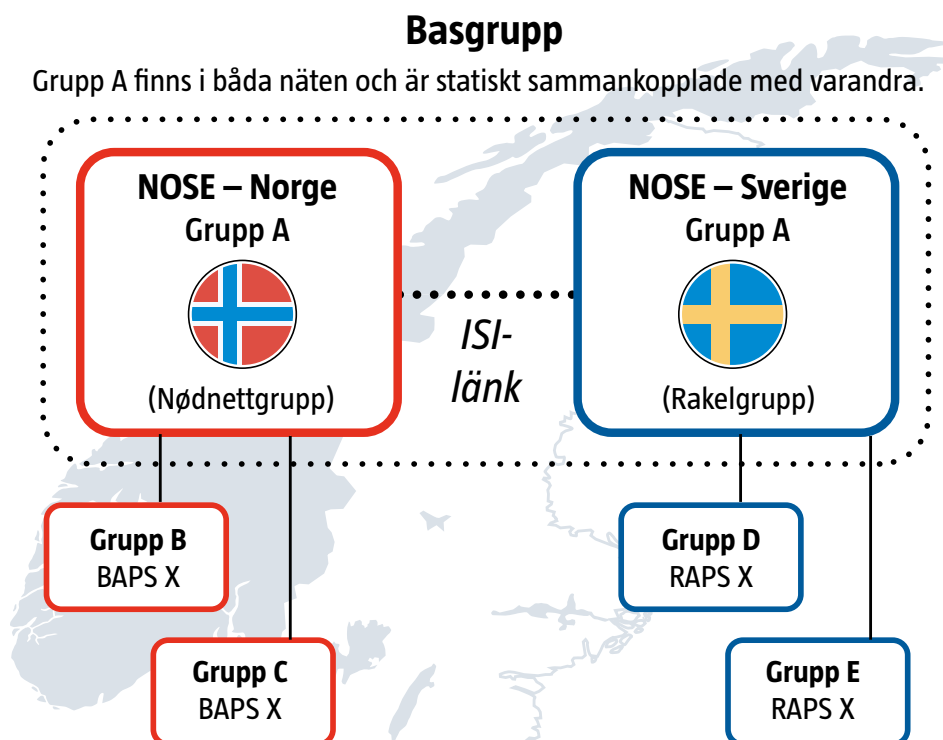 Basgrupp
Grupp A finns i båda näten och är statiskt sammankopplade med varandra.
NOSE – Norge
Grupp A
(Nødnettgrupp)
ISI-
länk
NOSE – Sverige
Grupp A
(Rakelgrupp)
Grupp B
BAPS X
Grupp C
BAPS X
Grupp D
RAPS X
Grupp E
RAPS X